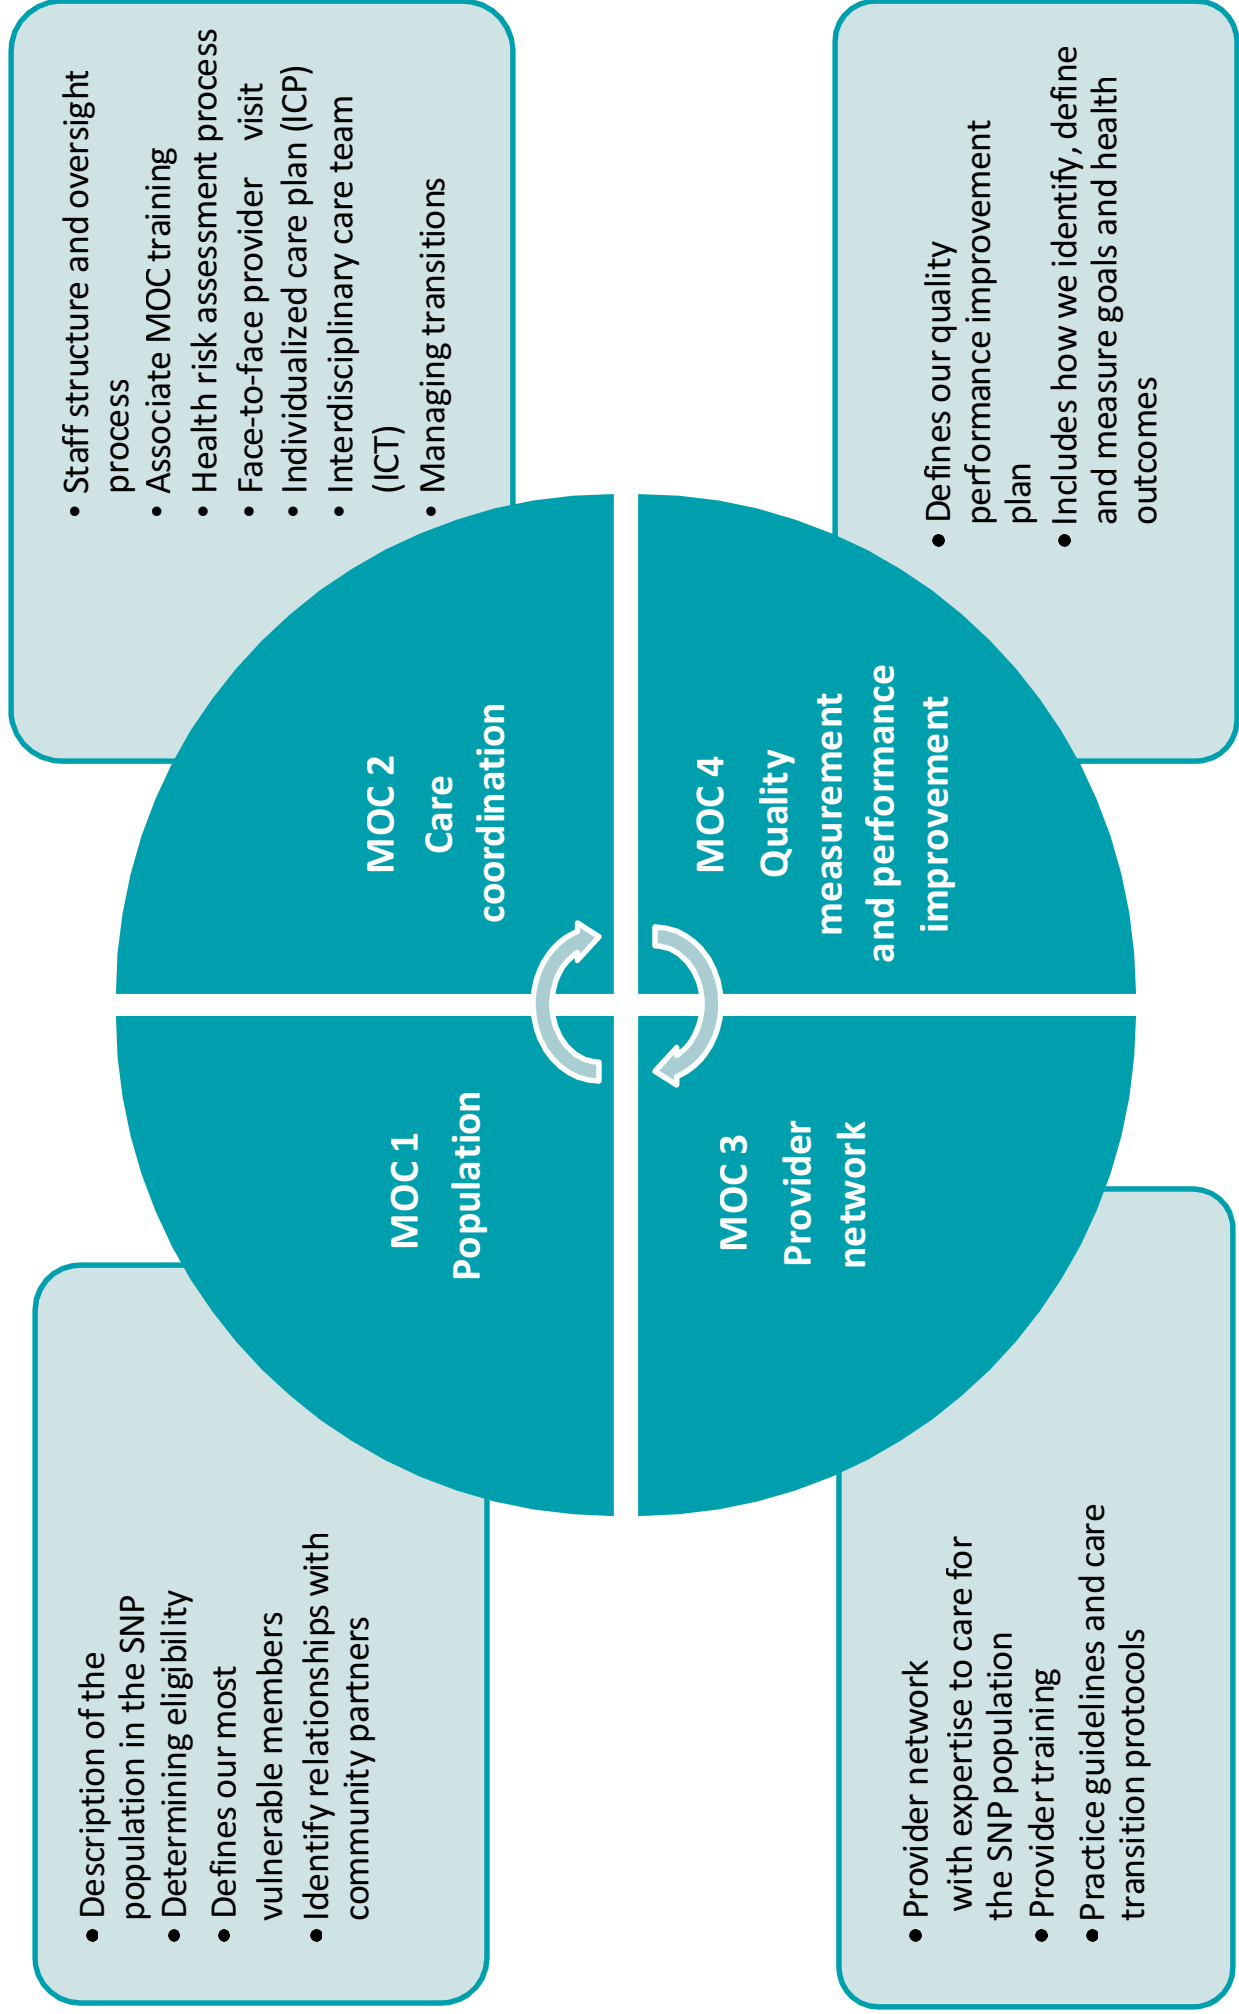 • Description of the
population in the SNP
• Determining eligibility
• Defines our most
vulnerable members
• Identify relationships with
community partners
MOC 1
Population
MOC 2
Care
coordination
• Staff structure and oversight
process
• Associate MOC training
• Health risk assessment process
• Face-to-face provider visit
• Individualized care plan (ICP)
• Interdisciplinary care team
(ICT)
• Managing transitions
• Provider network
with expertise to care for
the SNP population
• Provider training
• Practice guidelines and care
transition protocols
MOC 3
Provider
network
MOC 4
Quality
measurement
and performance
improvement
• Defines our quality
performance improvement
plan
• Includes how we identify, define
and measure goals and health
outcomes